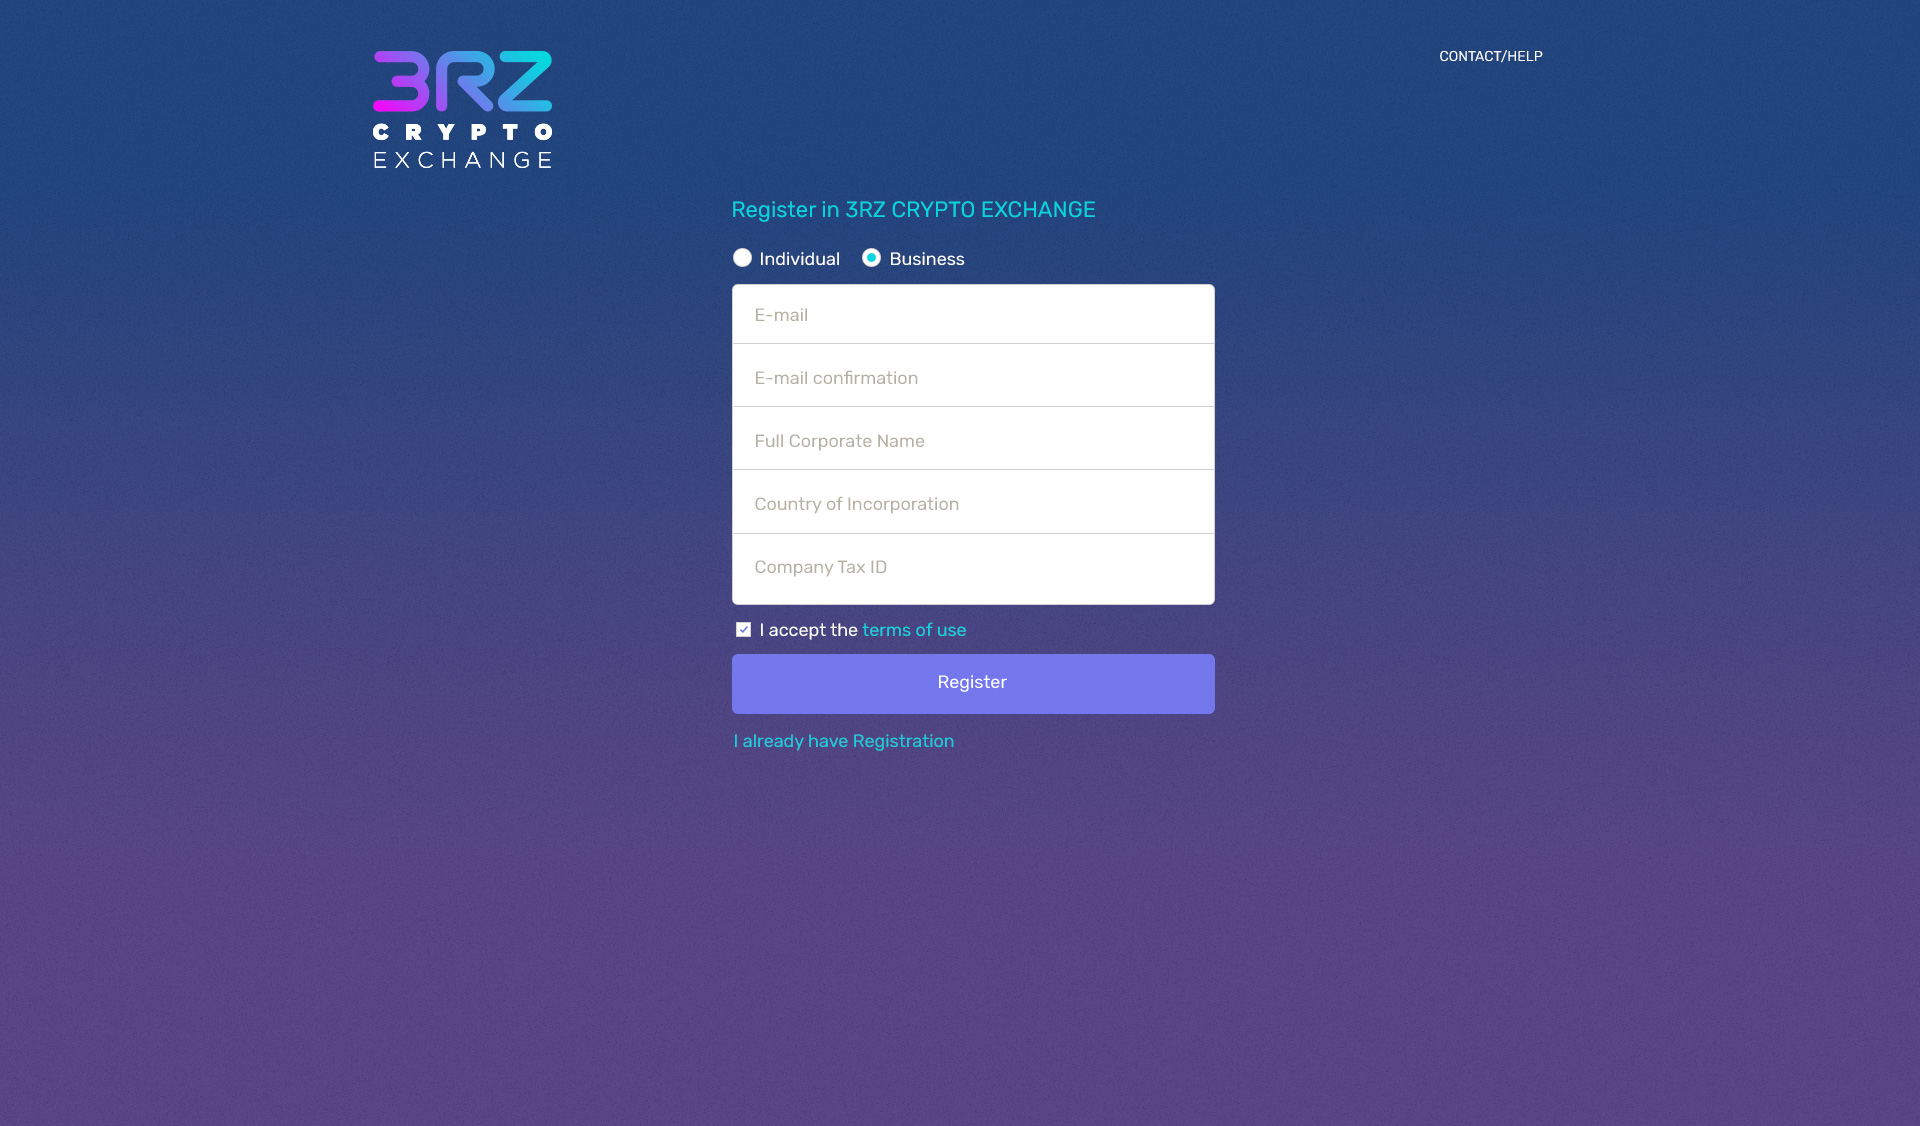 3RZ
CRYPTO
EXCHANGE
CONTACT/HELP
Register in 3RZ CRYPTO EXCHANGE
Individual Business
E-mail
E-mail confirmation
Full Corporate Name
Country of Incorporation
Company Tax ID
I accept the terms of use
Register
I already have Registration